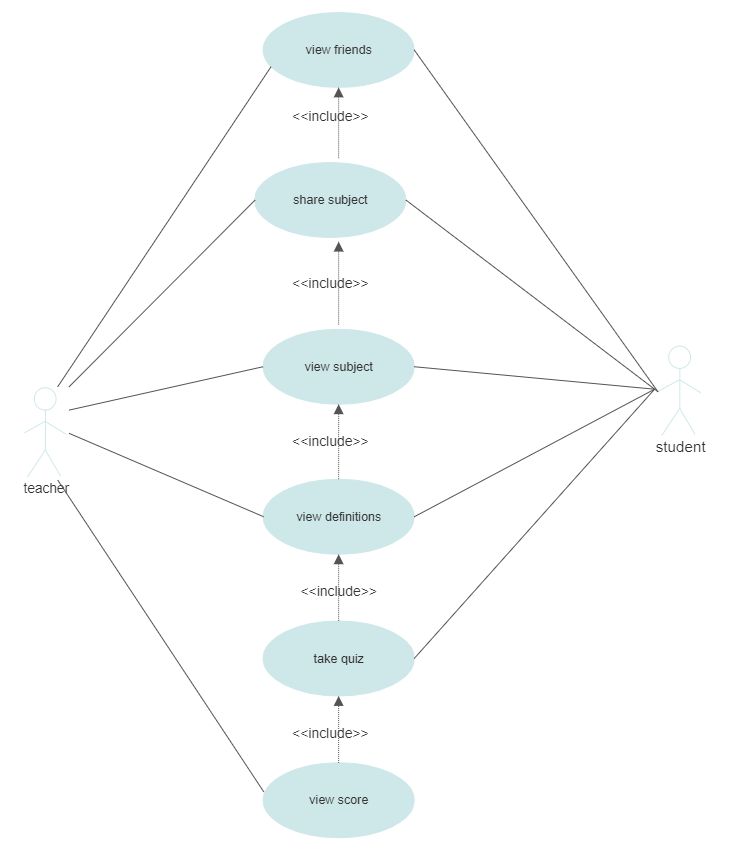 view friends
<<include>>
share subject
<<include>>
view subject
<<include>>
view definitions
<<include>>
take quiz
<<include>>
view score
teacher
student